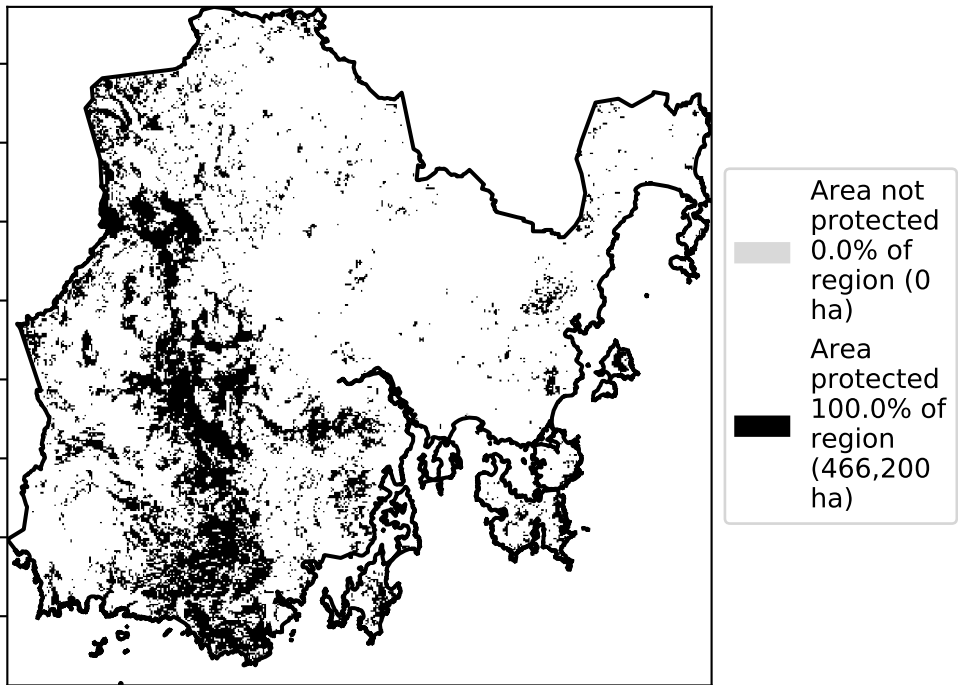 Area not
protected
0.0% of
region (0
ha)
Area
protected
100.0% of
region
(466,200
ha)